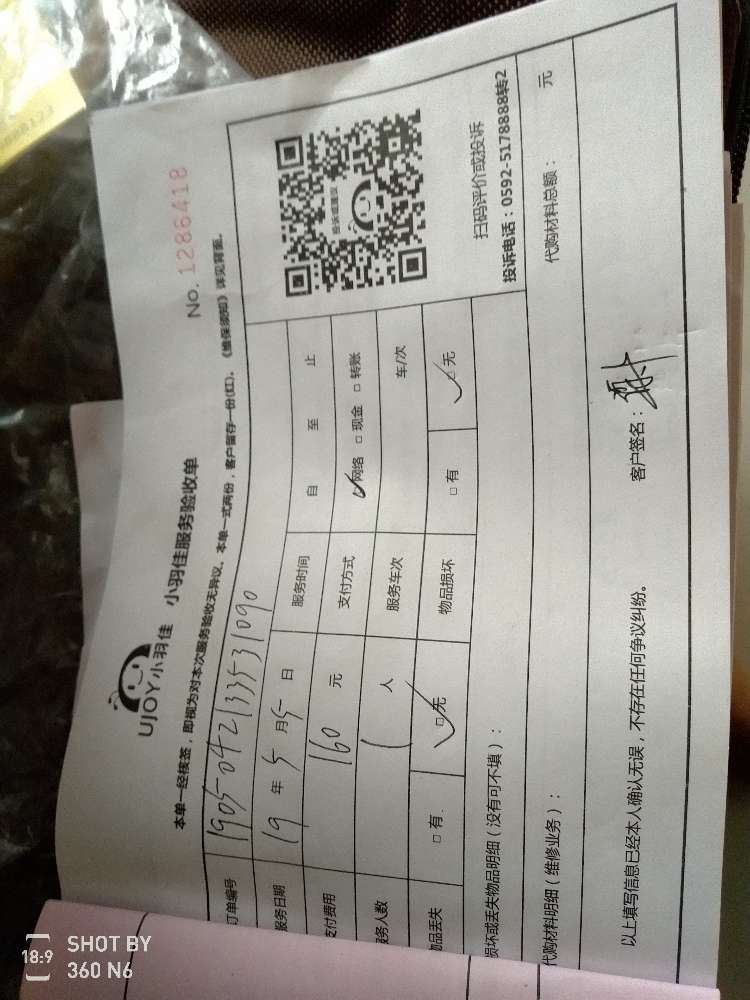 UJOY小羽佳 小羽佳服务验收单
No. 1286418
本单一经核签，即视为对本次服务验收无异议、本单一式两份，客户留存一份(红)。《维保须知》详见背面。
订单编号 1905042133531090
服务日期 19 年 5 月 5 日 服务时间 自 至 止
支付费用 160 元 支付方式 ☑网络 □现金 □转账
服务人数 1 人 服务车次 车/次
物品丢失 □有 ☑无 物品损坏 □有 ☑无
扫码评价或投诉
投诉电话：0592-5178888转2
损坏或丢失物品明细（没有可不填）：
代购材料明细（维修业务）： 代购材料总额： 元
以上填写信息已经本人确认无误，不存在任何争议纠纷。 客户签名：
18:9 SHOT BY
360 N6